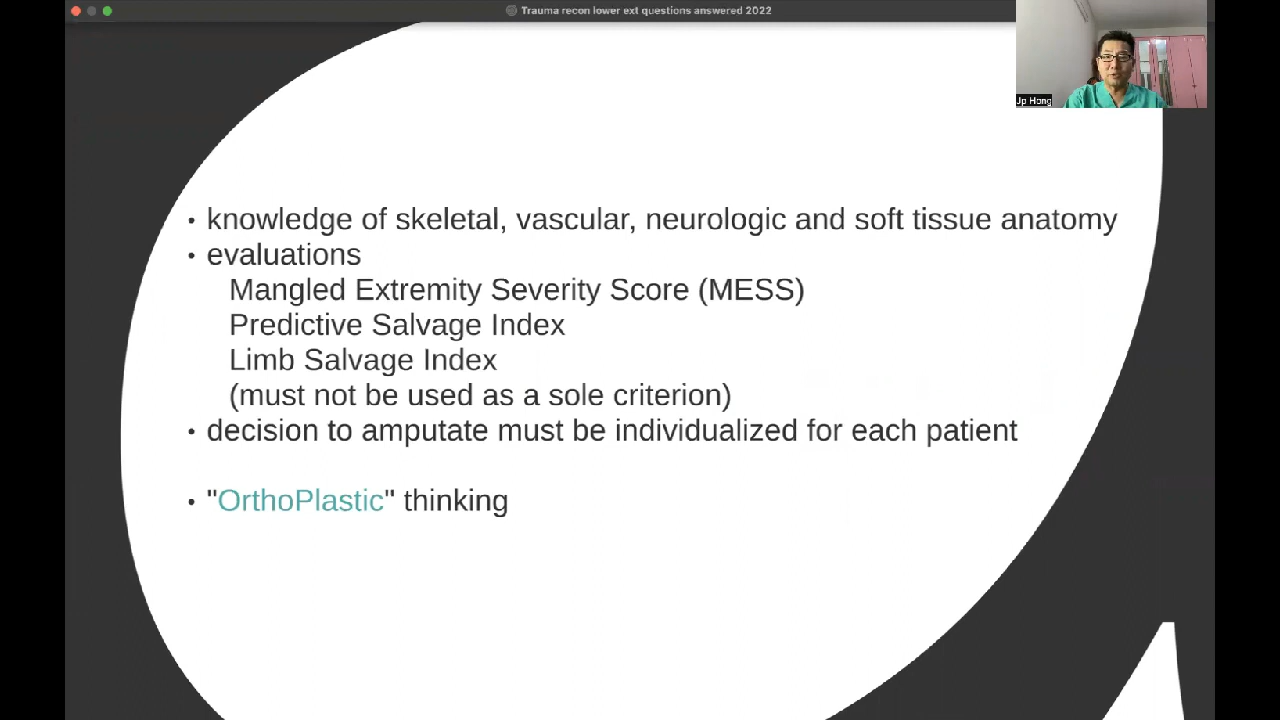 Trauma recon lower ext questions answered 2022
Jp Hong
• knowledge of skeletal, vascular, neurologic and soft tissue anatomy
• evaluations
Mangled Extremity Severity Score (MESS)
Predictive Salvage Index
Limb Salvage Index
(must not be used as a sole criterion)
• decision to amputate must be individualized for each patient
• "OrthoPlastic" thinking